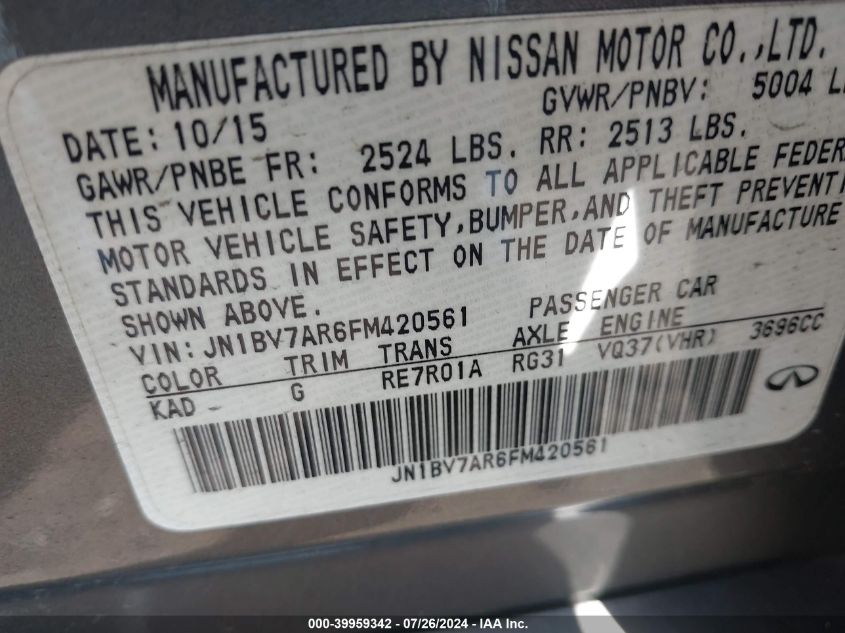 MANUFACTURED BY NISSAN MOTOR CO.,LTD.
DATE: 10/15 GVWR/PNBV: 5004
GAWR/PNBE FR: 2524 LBS. RR: 2513 LBS.
THIS VEHICLE CONFORMS TO ALL APPLICABLE FEDER
MOTOR VEHICLE SAFETY,BUMPER,AND THEFT PREVENTI
STANDARDS IN EFFECT ON THE DATE OF MANUFACTURE
SHOWN ABOVE.
VIN: JN1BV7AR6FM420561 PASSENGER CAR
COLOR TRIM TRANS AXLE ENGINE
KAD G RE7R01A RG31 VQ37(VHR) 3696CC
JN1BV7AR6FM420561
000-39959342 / 07/26/2024 / © IAA, Inc.